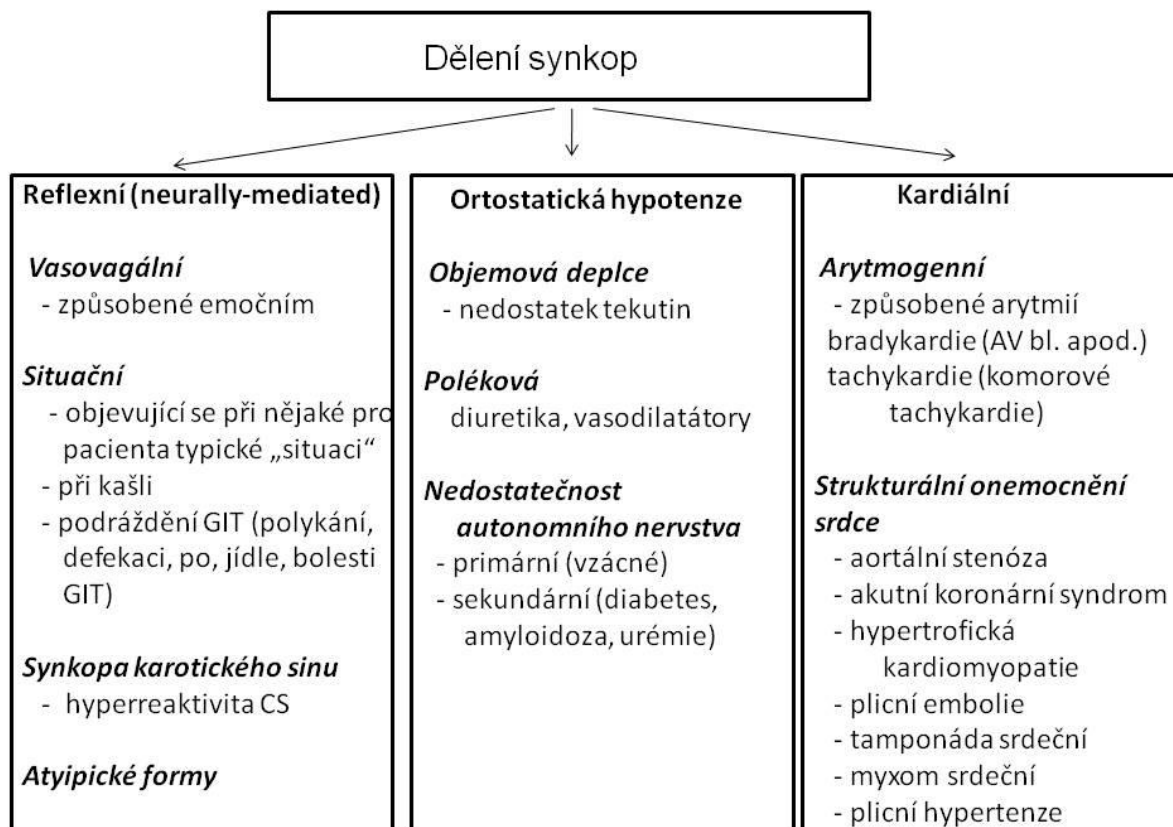 Dělení synkop
Reflexní (neurally-mediated)
Vasovagální
- způsobené emočním
Situační
- objevující se při nějaké pro
pacienta typické „situaci“
- při kašli
- podráždění GIT (polykání,
defekaci, po, jídle, bolesti
GIT)
Synkopa karotického sinu
- hyperreaktivita CS
Atyipické formy
Ortostatická hypotenze
Objemová deplce
- nedostatek tekutin
Poléková
diuretika, vasodilatátory
Nedostatečnost
autonomního nervstva
- primární (vzácné)
- sekundární (diabetes,
amyloidoza, urémie)
Kardiální
Arytmogenní
- způsobené arytmií
bradykardie (AV bl. apod.)
tachykardie (komorové
tachykardie)
Strukturální onemocnění
srdce
- aortální stenóza
- akutní koronární syndrom
- hypertrofická
kardiomyopatie
- plicní embolie
- tamponáda srdeční
- myxom srdeční
- plicní hypertenze